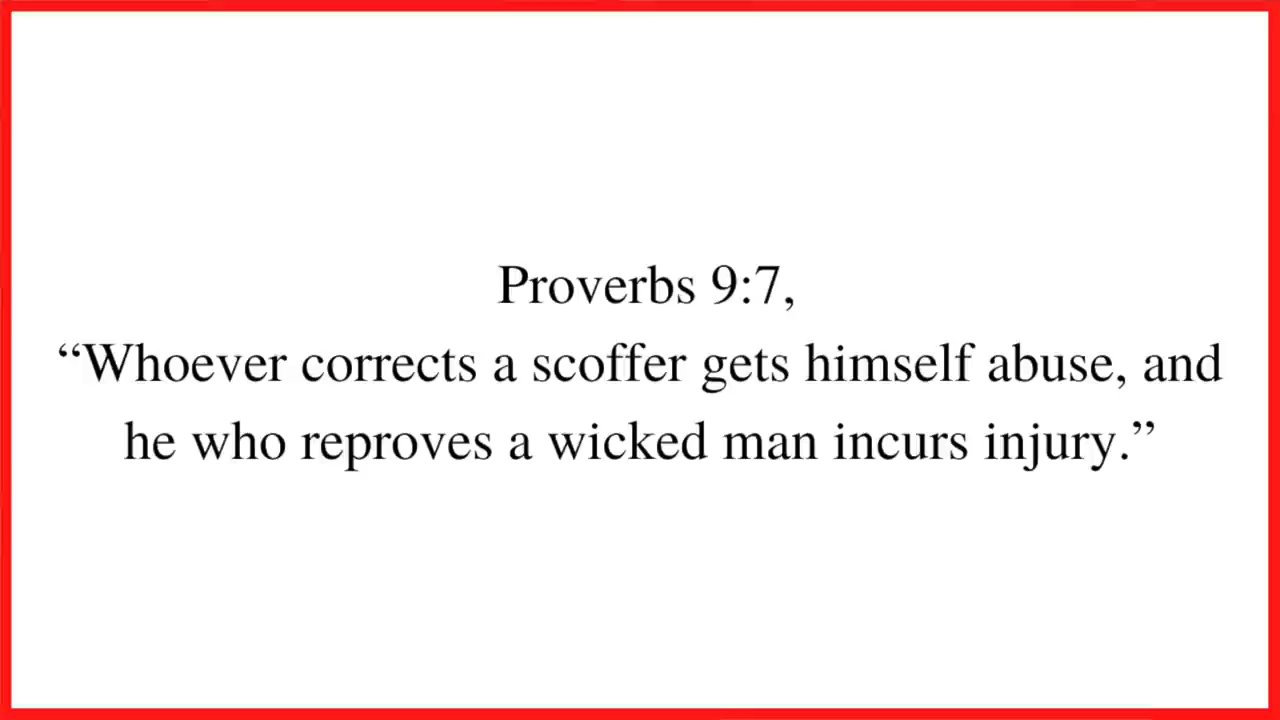 Proverbs 9:7,
“Whoever corrects a scoffer gets himself abuse, and
he who reproves a wicked man incurs injury.”